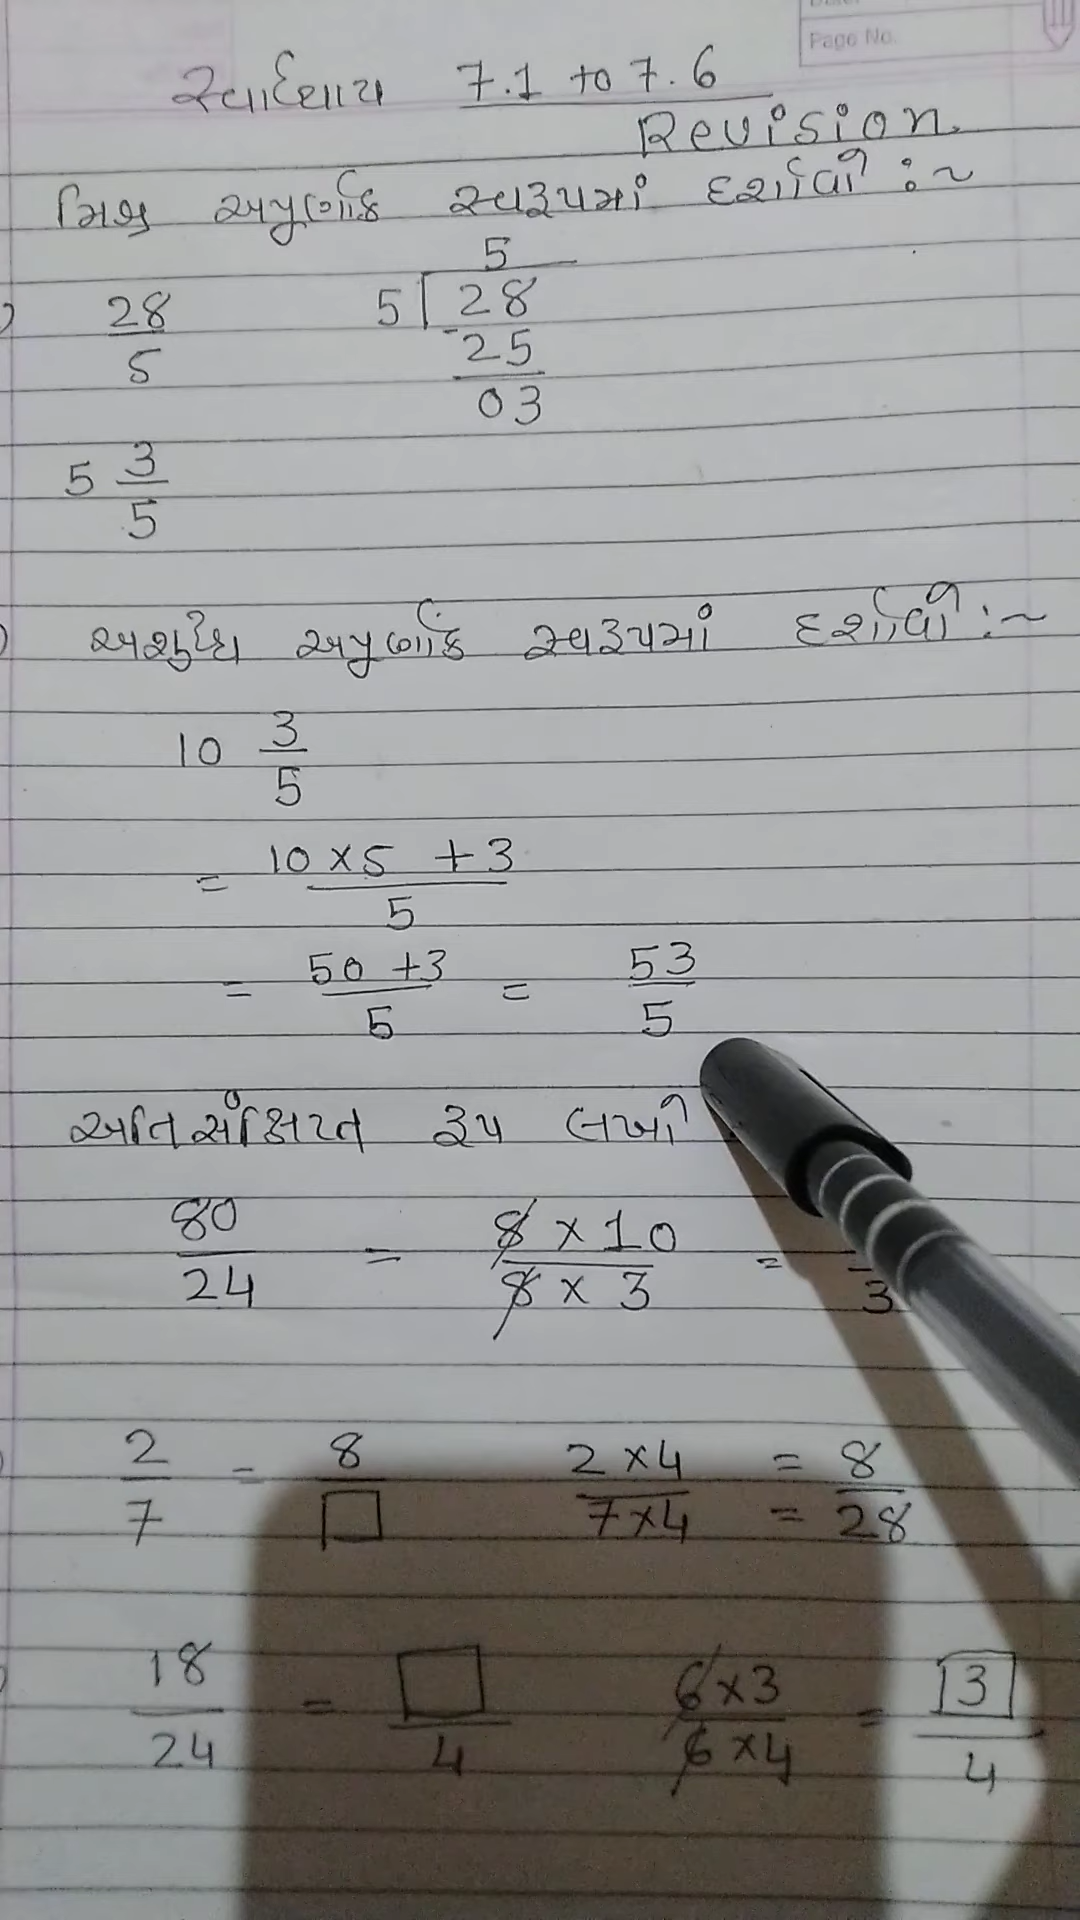 Page No.
સ્વાધ્યાય 7.1 to 7.6
Revision
મિશ્ર અપૂર્ણાંક સ્વરૂપમાં દર્શાવો :~
28/5
5
5 | 28
- 25
03
5 3/5
અશુદ્ધ અપૂર્ણાંક સ્વરૂપમાં દર્શાવો :~
10 3/5
= 10 × 5 + 3 / 5
= 50 + 3 / 5 = 53/5
અતિસંક્ષિપ્ત રૂપ લખો
80/24 = 8 × 10 / 8 × 3 = /3
2/7 = 8/□ 2 × 4 / 7 × 4 = 8 / = 28
18/24 = □/4 6 × 3 / 6 × 4 = 3/4